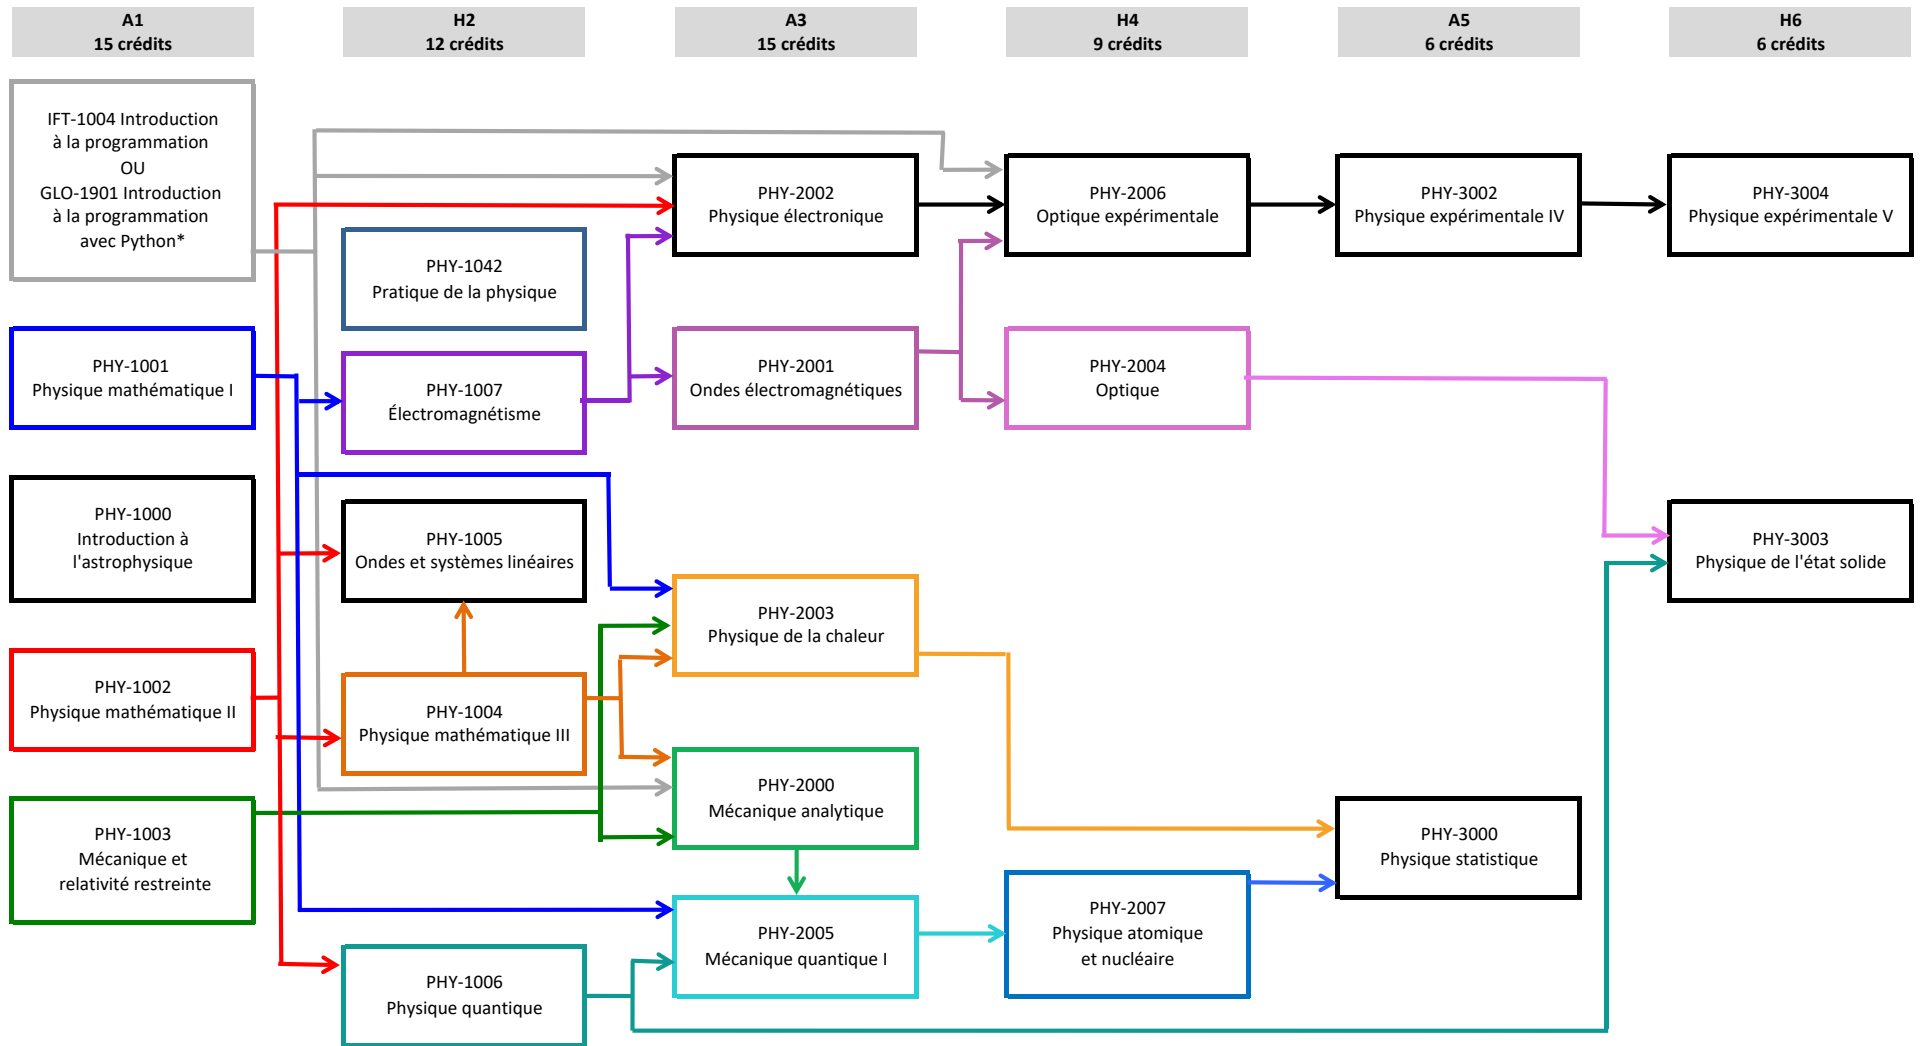 A1
15 crédits
H2
12 crédits
A3
15 crédits
H4
9 crédits
A5
6 crédits
H6
6 crédits
IFT-1004 Introduction
à la programmation
OU
GLO-1901 Introduction
à la programmation
avec Python*
PHY-1001
Physique mathématique I
PHY-1000
Introduction à
l'astrophysique
PHY-1002
Physique mathématique II
PHY-1003
Mécanique et
relativité restreinte
PHY-1042
Pratique de la physique
PHY-1007
Électromagnétisme
PHY-1005
Ondes et systèmes linéaires
PHY-1004
Physique mathématique III
PHY-1006
Physique quantique
PHY-2002
Physique électronique
PHY-2001
Ondes électromagnétiques
PHY-2003
Physique de la chaleur
PHY-2000
Mécanique analytique
PHY-2005
Mécanique quantique I
PHY-2006
Optique expérimentale
PHY-2004
Optique
PHY-2007
Physique atomique
et nucléaire
PHY-3002
Physique expérimentale IV
PHY-3000
Physique statistique
PHY-3004
Physique expérimentale V
PHY-3003
Physique de l'état solide